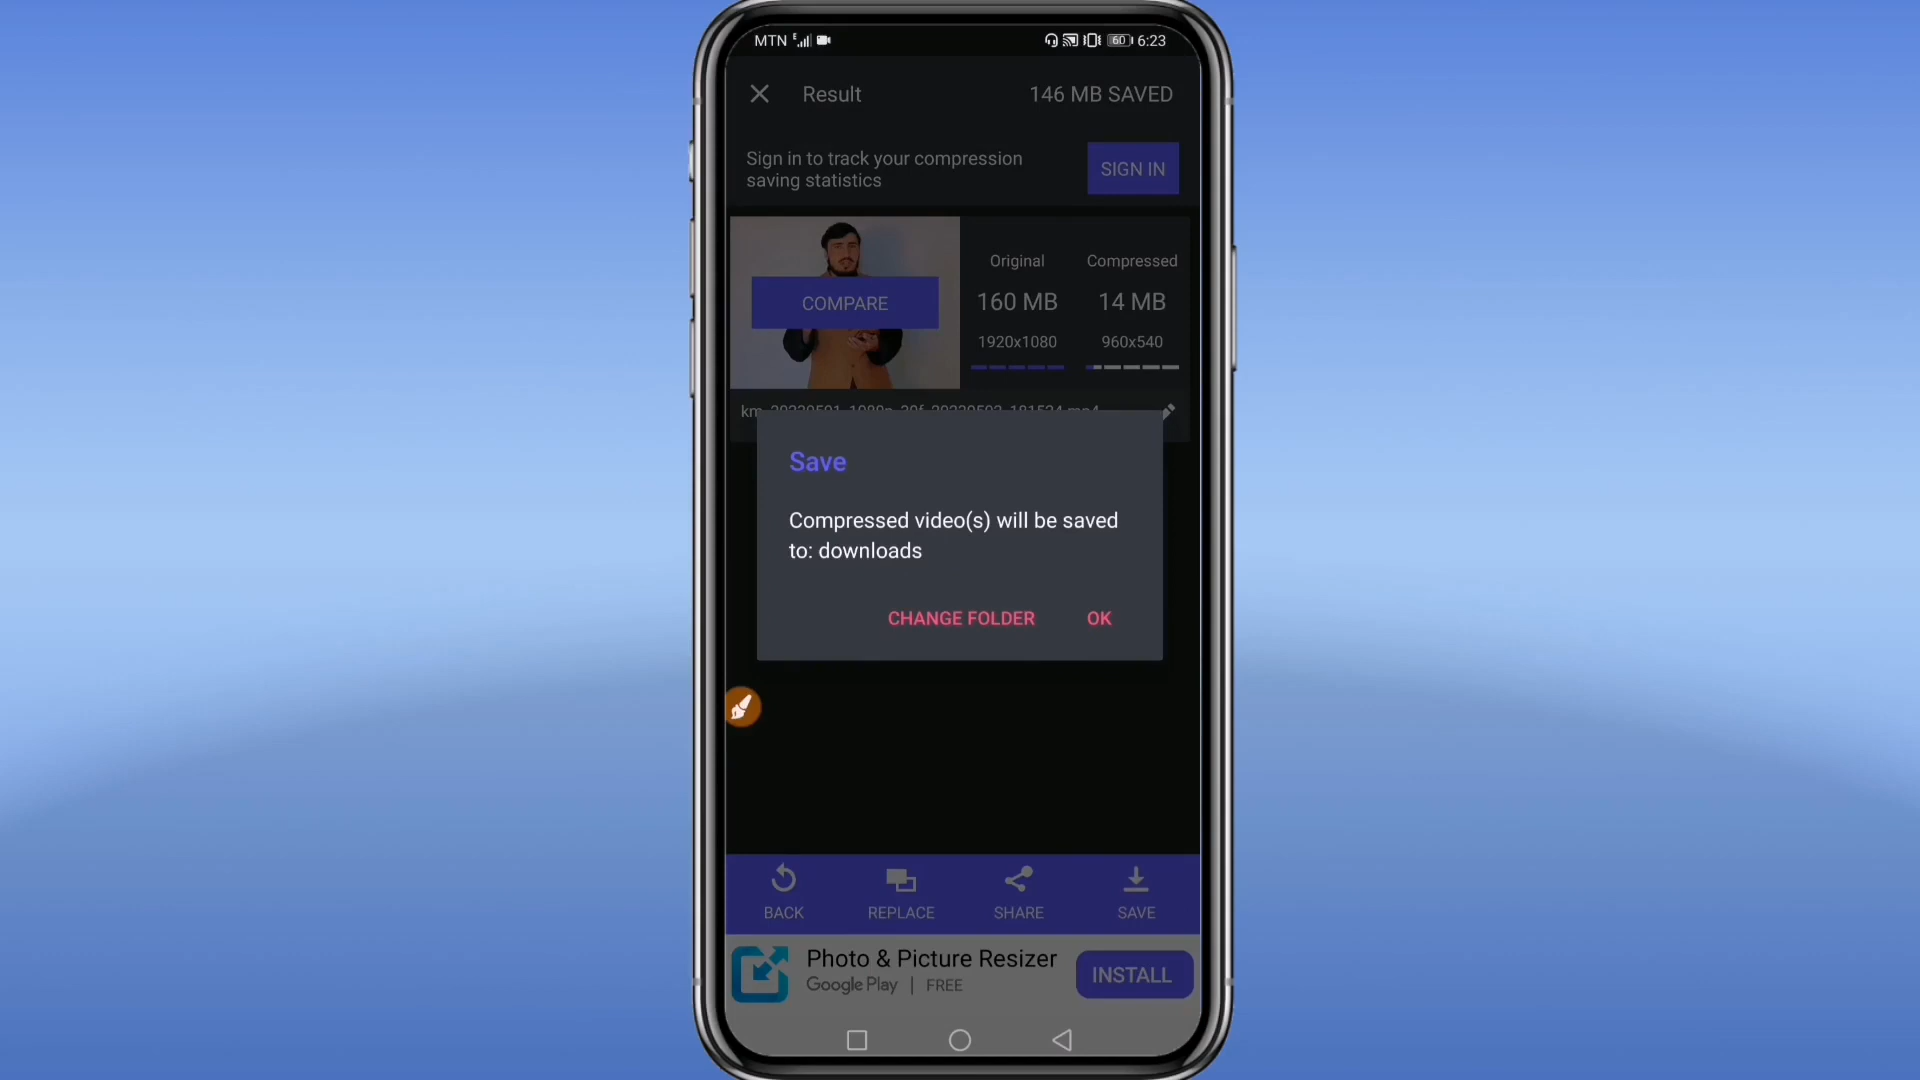 MTN E 60 6:23
Result 146 MB SAVED
Sign in to track your compression
saving statistics
SIGN IN
Original Compressed
COMPARE
160 MB 14 MB
1920x1080 960x540
Save
Compressed video(s) will be saved
to: downloads
CHANGE FOLDER OK
BACK REPLACE SHARE SAVE
Photo & Picture Resizer
Google Play | FREE
INSTALL